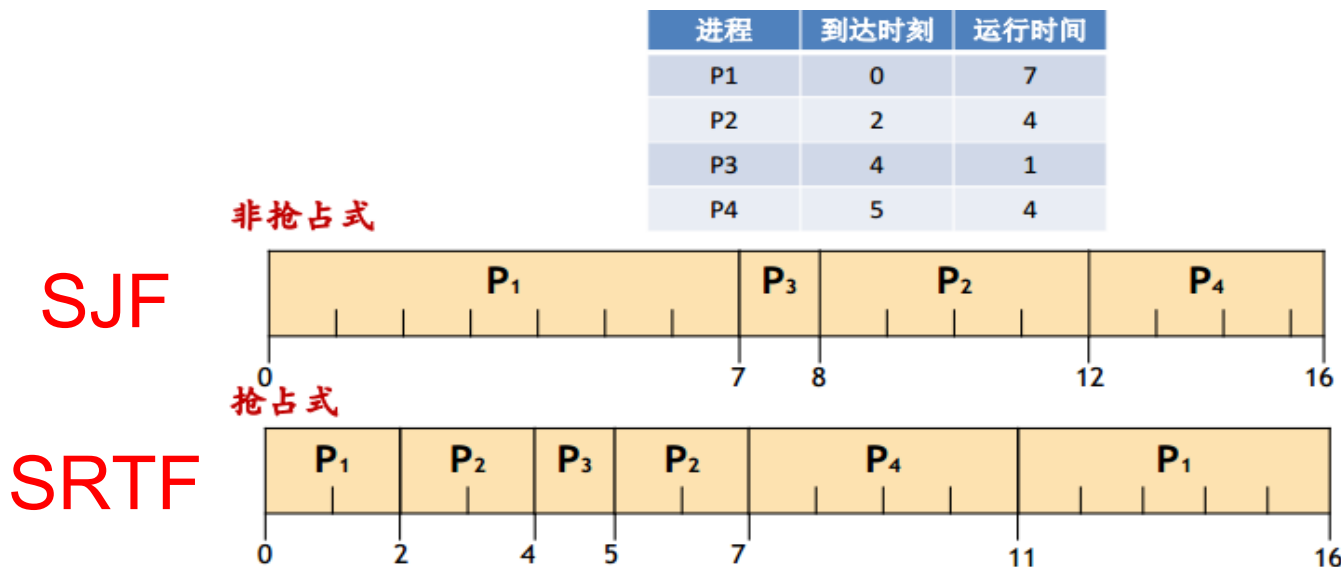 进程 到达时刻 运行时间
P1 0 7
P2 2 4
P3 4 1
P4 5 4
非抢占式
SJF
P₁ P₃ P₂ P₄
0 7 8 12 16
抢占式
SRTF
P₁ P₂ P₃ P₂ P₄ P₁
0 2 4 5 7 11 16